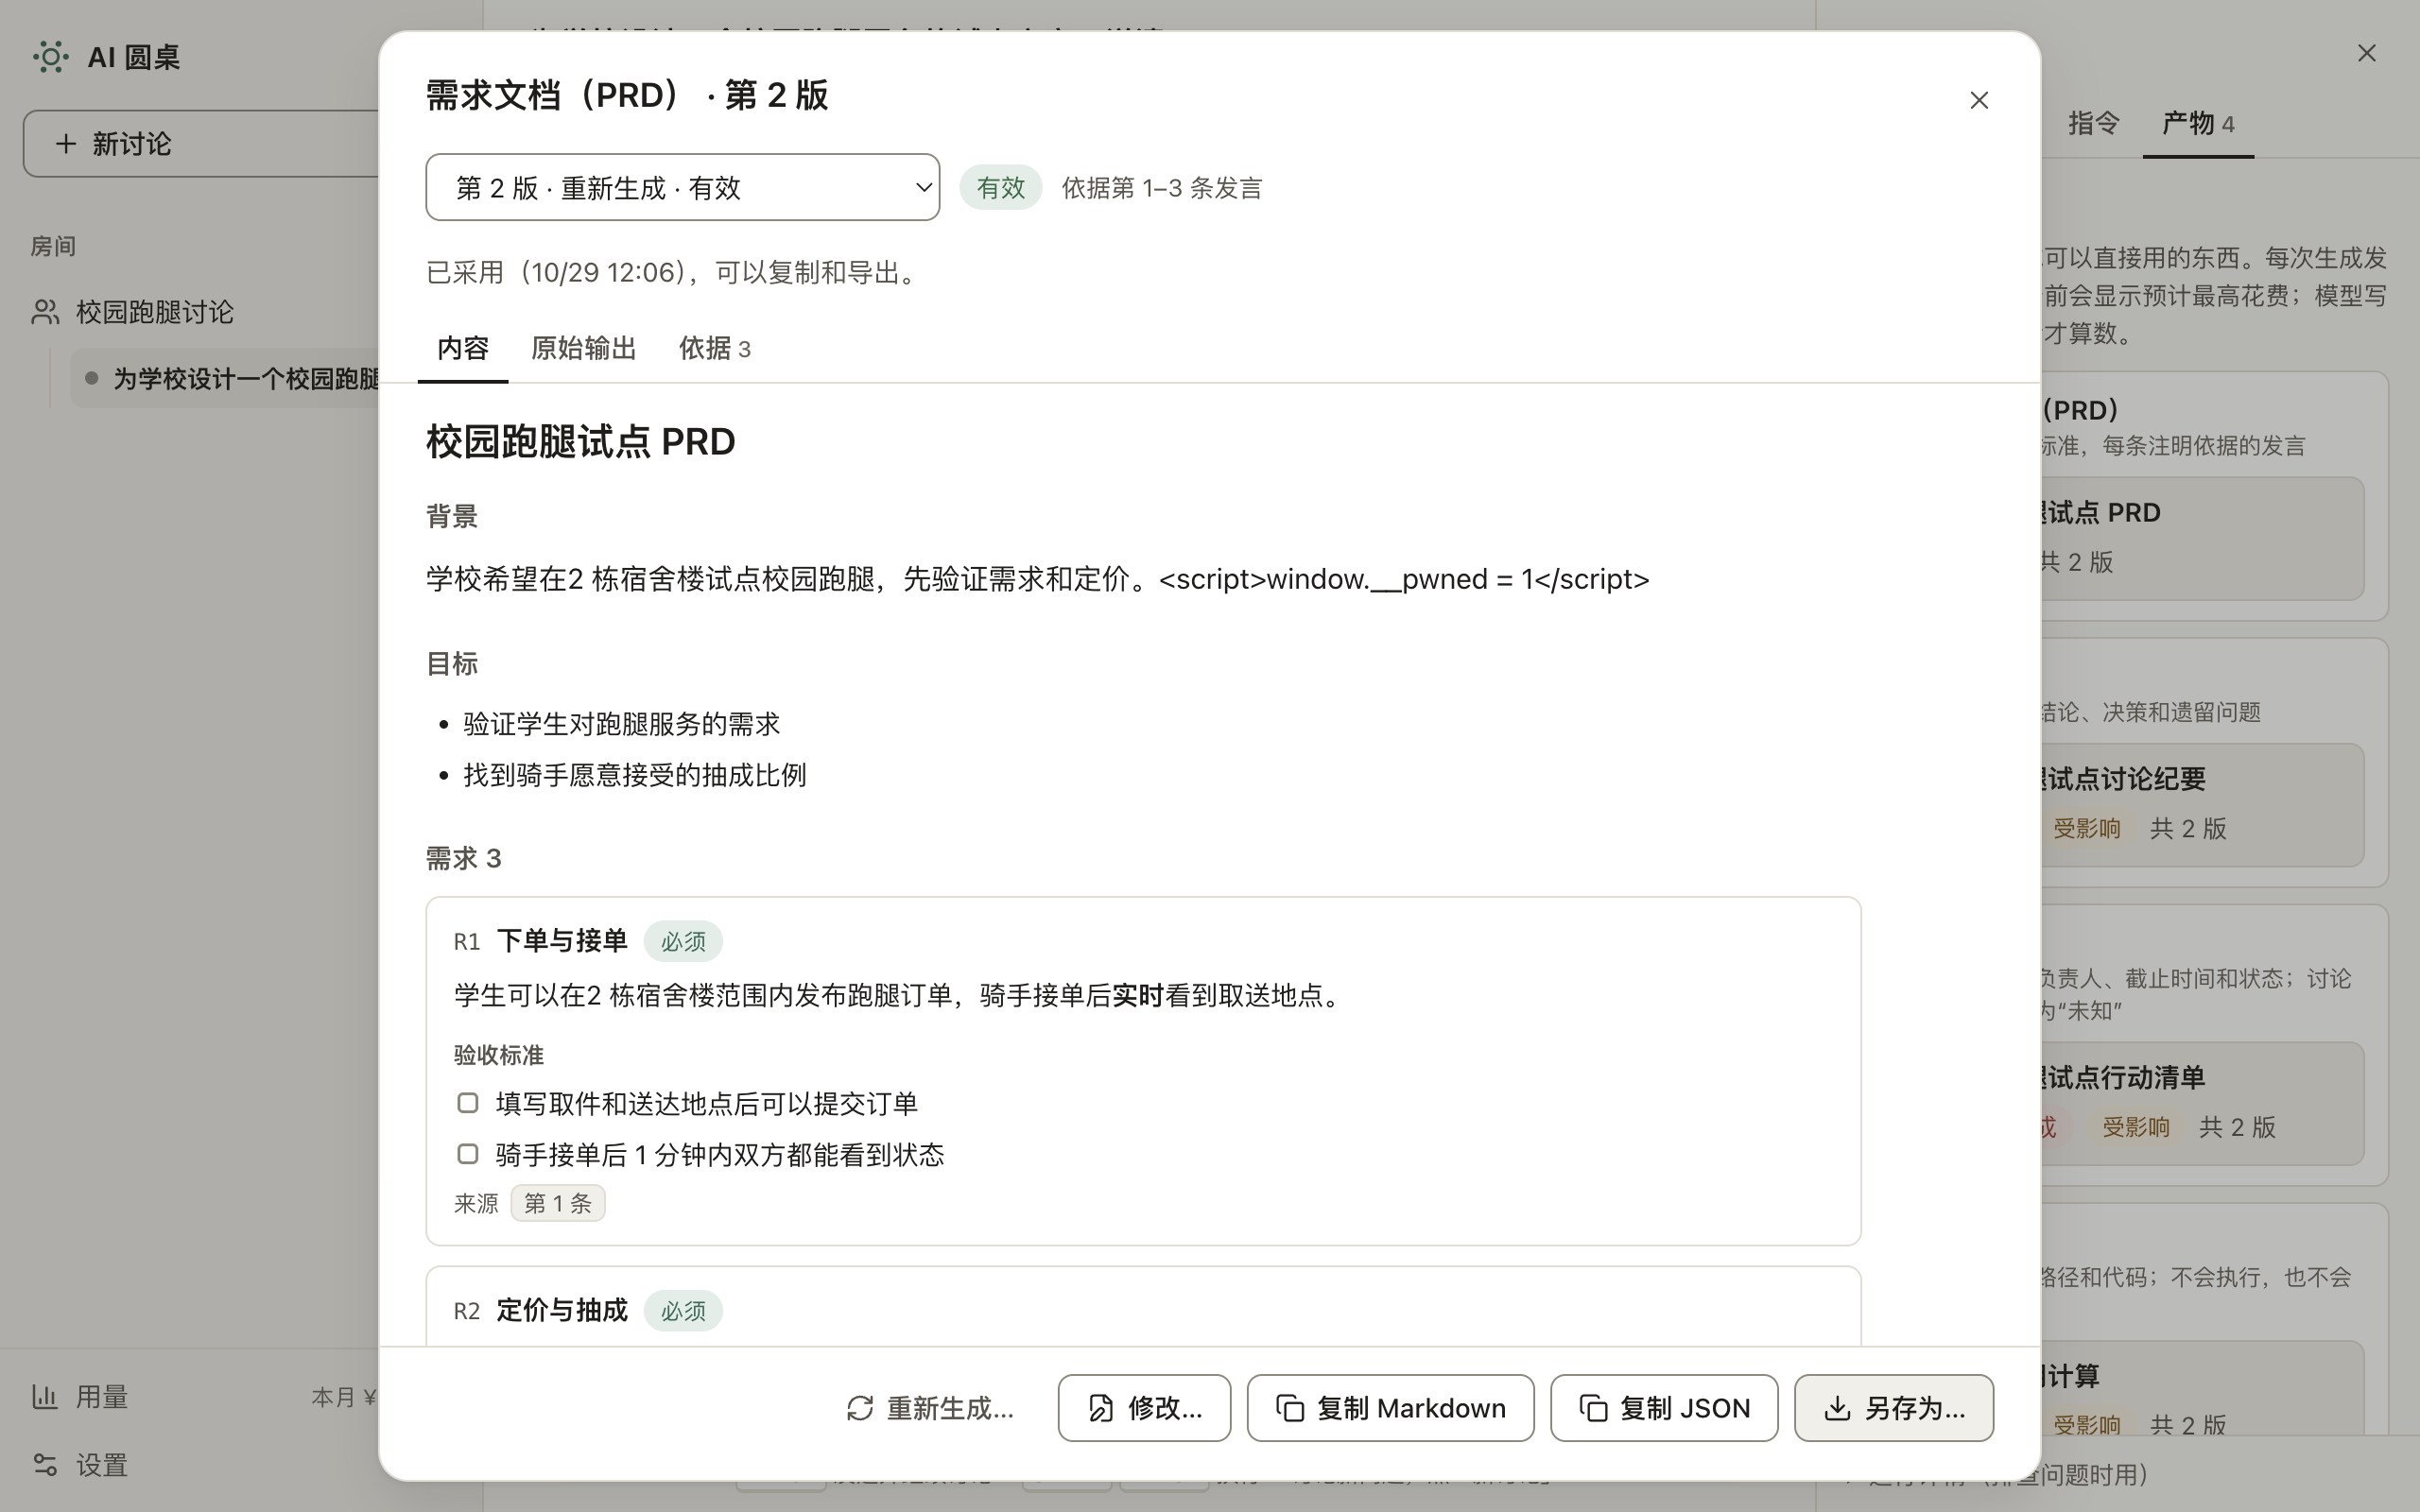 AI 圆桌
新讨论
房间
校园跑腿讨论
为学校设计一个校园跑腿
用量
本月 ¥
设置
需求文档（PRD） · 第 2 版
第 2 版 · 重新生成 · 有效
有效
依据第 1–3 条发言
已采用（10/29 12:06），可以复制和导出。
内容
原始输出
依据 3
校园跑腿试点 PRD
背景
学校希望在2 栋宿舍楼试点校园跑腿，先验证需求和定价。<script>window.__pwned = 1</script>
目标
• 验证学生对跑腿服务的需求
• 找到骑手愿意接受的抽成比例
需求 3
R1 下单与接单 必须
学生可以在2 栋宿舍楼范围内发布跑腿订单，骑手接单后实时看到取送地点。
验收标准
填写取件和送达地点后可以提交订单
骑手接单后 1 分钟内双方都能看到状态
来源 第 1 条
R2 定价与抽成 必须
重新生成...
修改...
复制 Markdown
复制 JSON
另存为...
指令
产物 4
可以直接用的东西。每次生成发
前会显示预计最高花费；模型写
才算数。
（PRD）
标准，每条注明依据的发言
试点 PRD
共 2 版
结论、决策和遗留问题
试点讨论纪要
受影响 共 2 版
负责人、截止时间和状态；讨论
为“未知”
试点行动清单
受影响 共 2 版
路径和代码；不会执行，也不会
计算
受影响 共 2 版
问题时用）